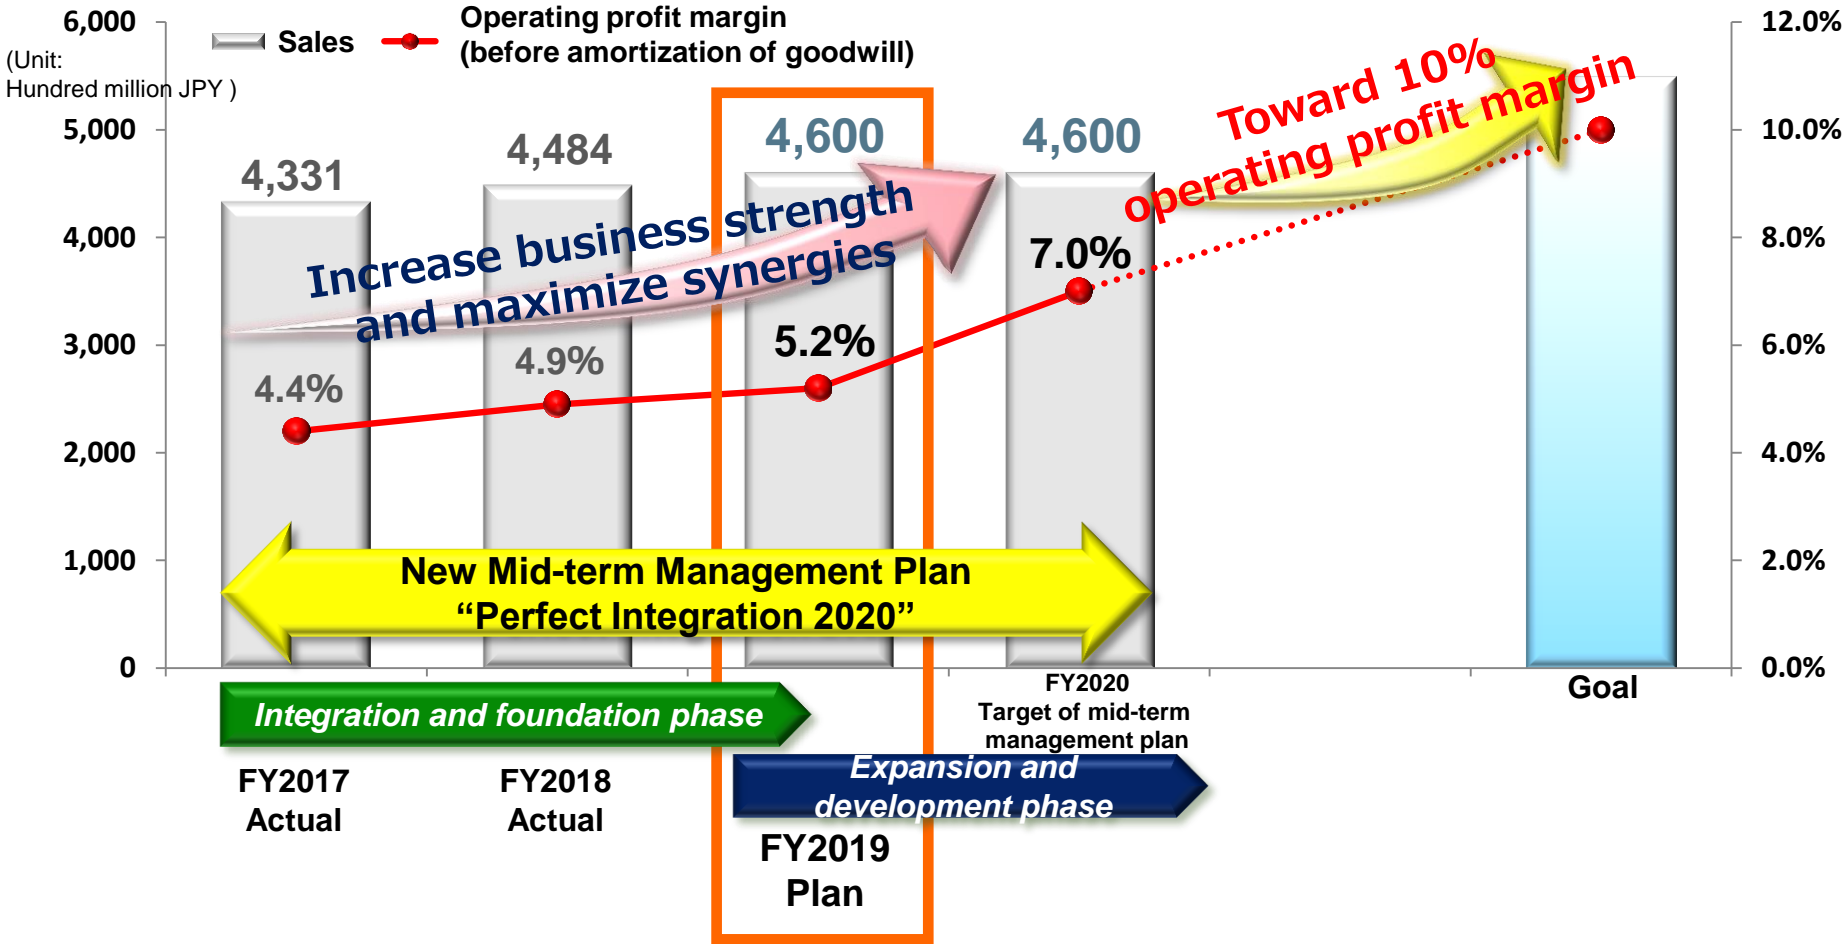 6,000
5,000
4,000
3,000
2,000
1,000
0
(Unit:
Hundred million JPY )
Sales
Operating profit margin
(before amortization of goodwill)
12.0%
10.0%
8.0%
6.0%
4.0%
2.0%
0.0%
4,331
4,484
4,600
4,600
Toward 10%
operating profit margin
Increase business strength
and maximize synergies
4.4%
4.9%
5.2%
7.0%
New Mid-term Management Plan
“Perfect Integration 2020”
Integration and foundation phase
Expansion and
development phase
FY2017
Actual
FY2018
Actual
FY2019
Plan
FY2020
Target of mid-term
management plan
Goal